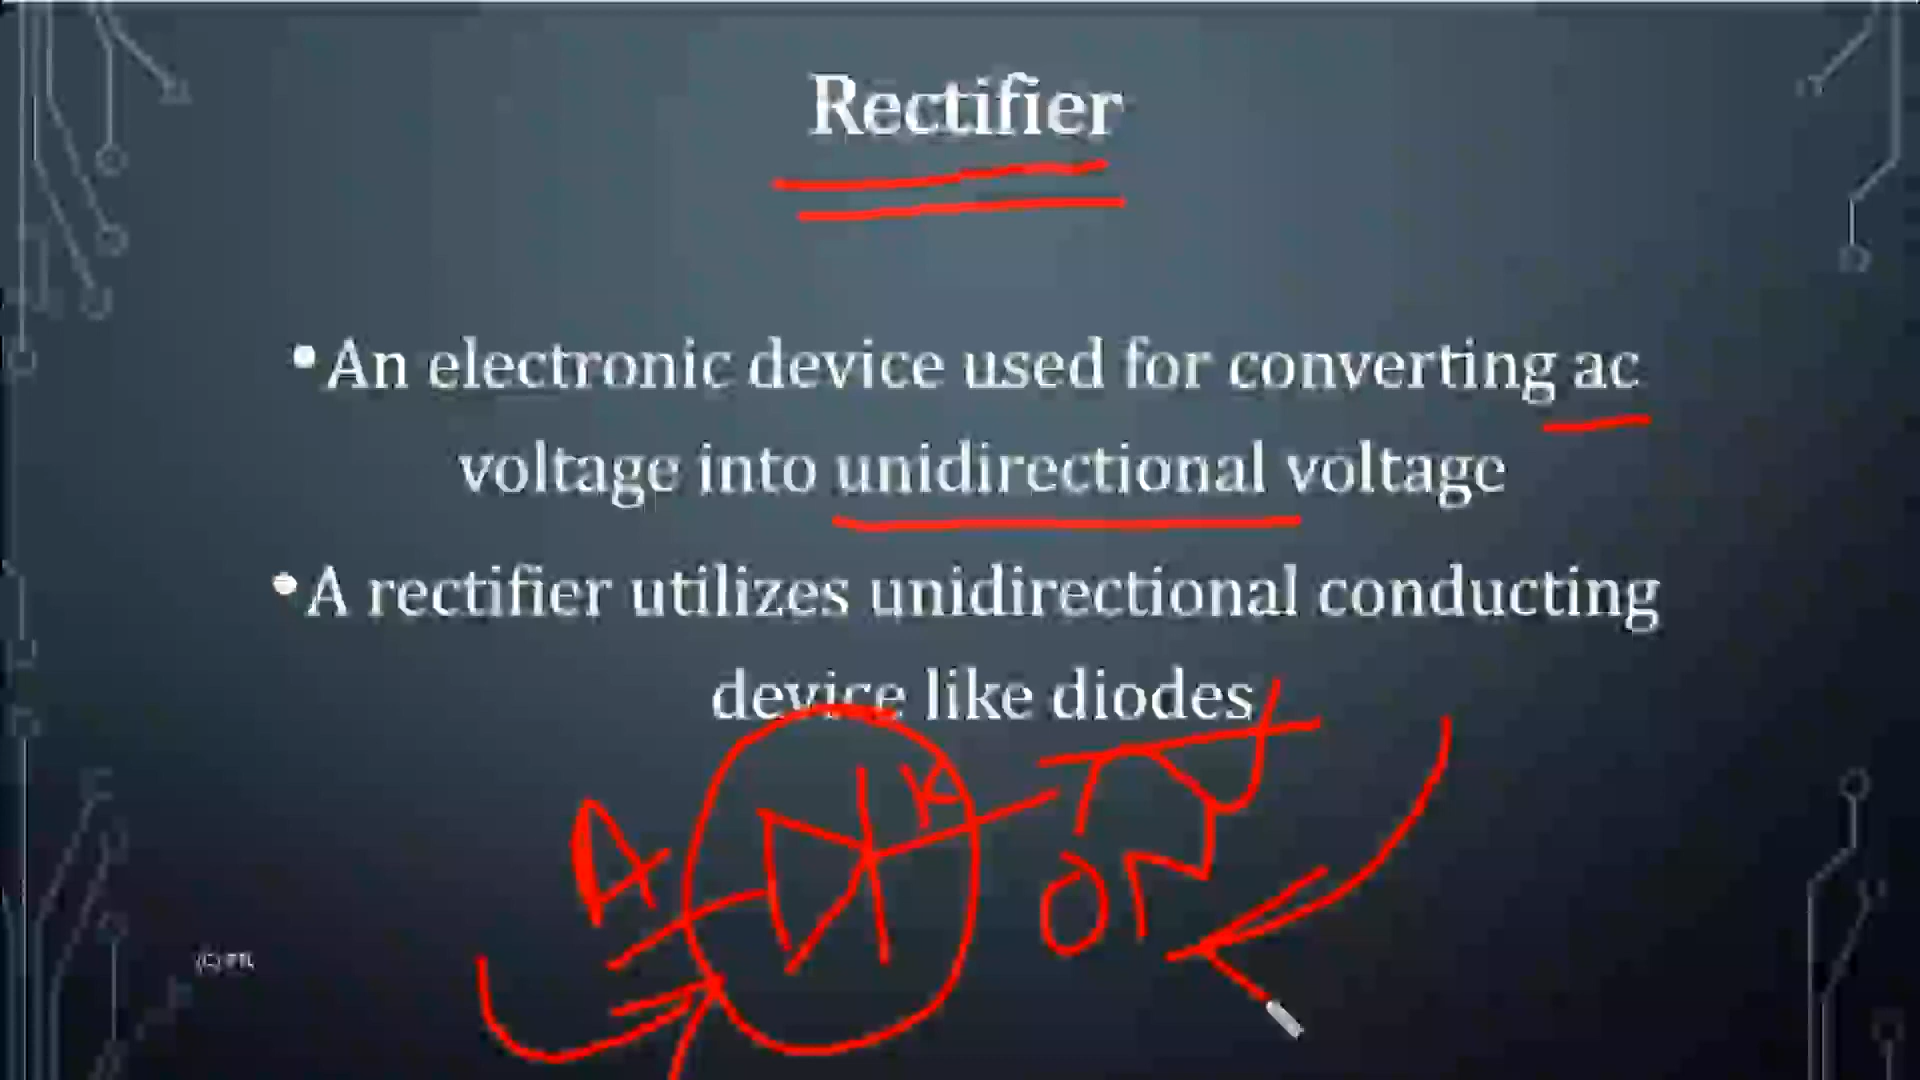 Rectifier
•An electronic device used for converting ac
voltage into unidirectional voltage
•A rectifier utilizes unidirectional conducting
device like diodes
K
A
on